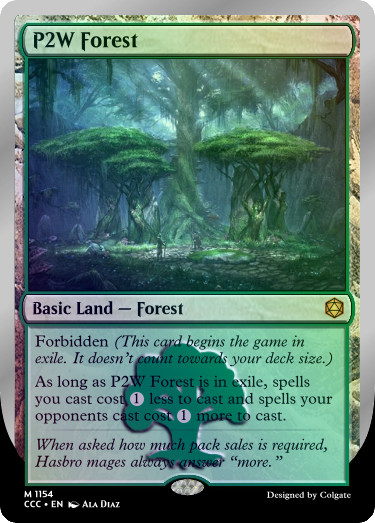 P2W Forest
Basic Land — Forest
Forbidden (This card begins the game in
exile. It doesn't count towards your deck size.)
As long as P2W Forest is in exile, spells
you cast cost 1 less to cast and spells your
opponents cast cost 1 more to cast.
When asked how much pack sales is required,
Hasbro mages always answer “more.”
M 1154
CCC • EN Ala Diaz
Designed by Colgate